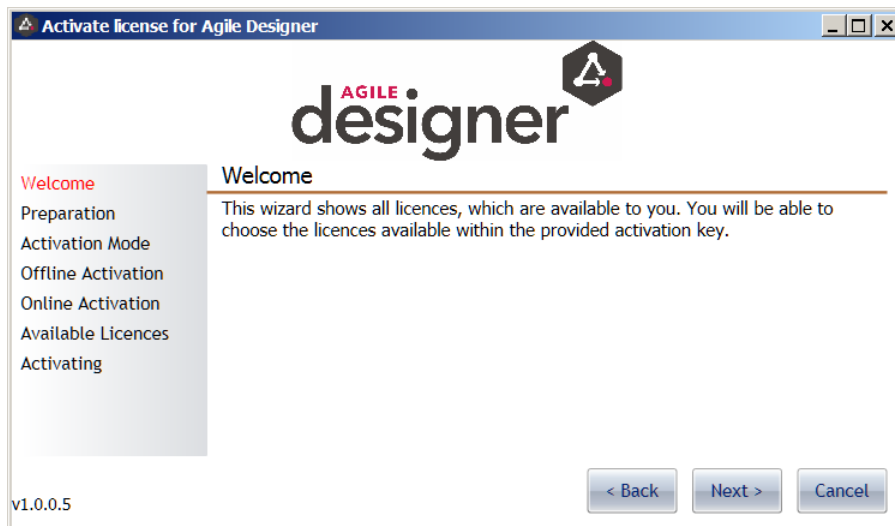 Activate license for Agile Designer
AGILE
designer
Welcome
Preparation
Activation Mode
Offline Activation
Online Activation
Available Licences
Activating
Welcome
This wizard shows all licences, which are available to you. You will be able to
choose the licences available within the provided activation key.
v1.0.0.5
< Back
Next >
Cancel